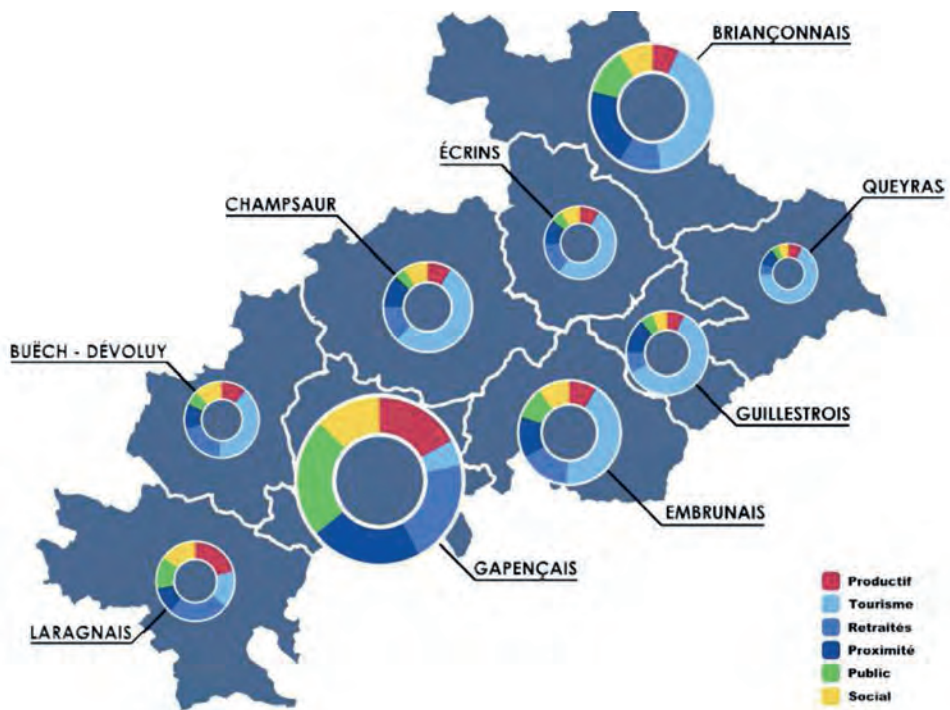 BRIANÇONNAIS
ÉCRINS
QUEYRAS
CHAMPSAUR
BUËCH - DÉVOLUY
GUILLESTROIS
EMBRUNAIS
GAPENÇAIS
LARAGNAIS
Productif
Tourisme
Retraités
Proximité
Public
Social